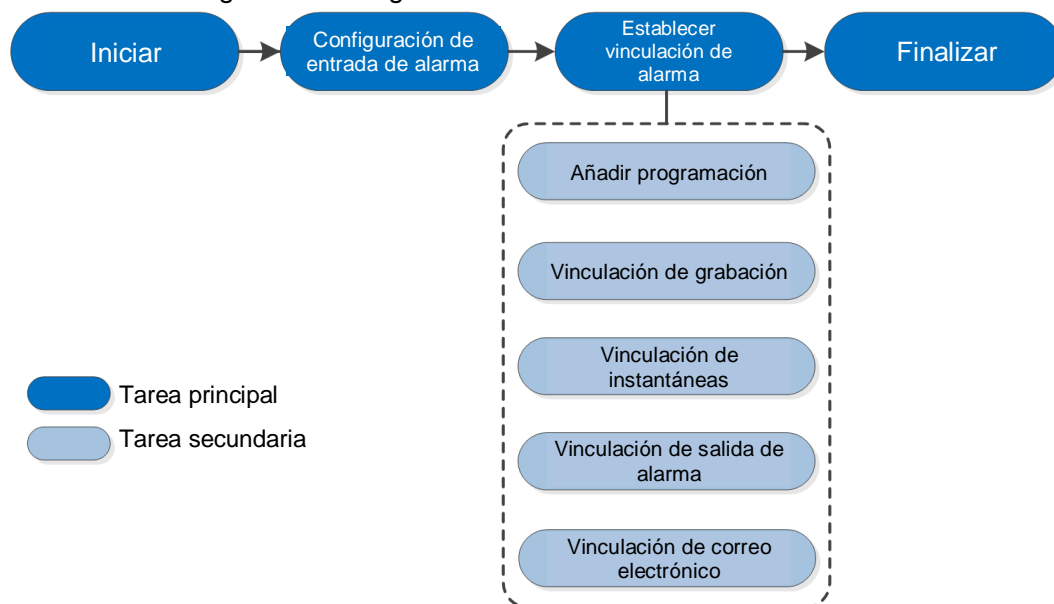 Iniciar
Configuración de
entrada de alarma
Establecer
vinculación de
alarma
Finalizar
Añadir programación
Vinculación de grabación
Vinculación de
instantáneas
Vinculación de salida de
alarma
Vinculación de correo
electrónico
Tarea principal
Tarea secundaria